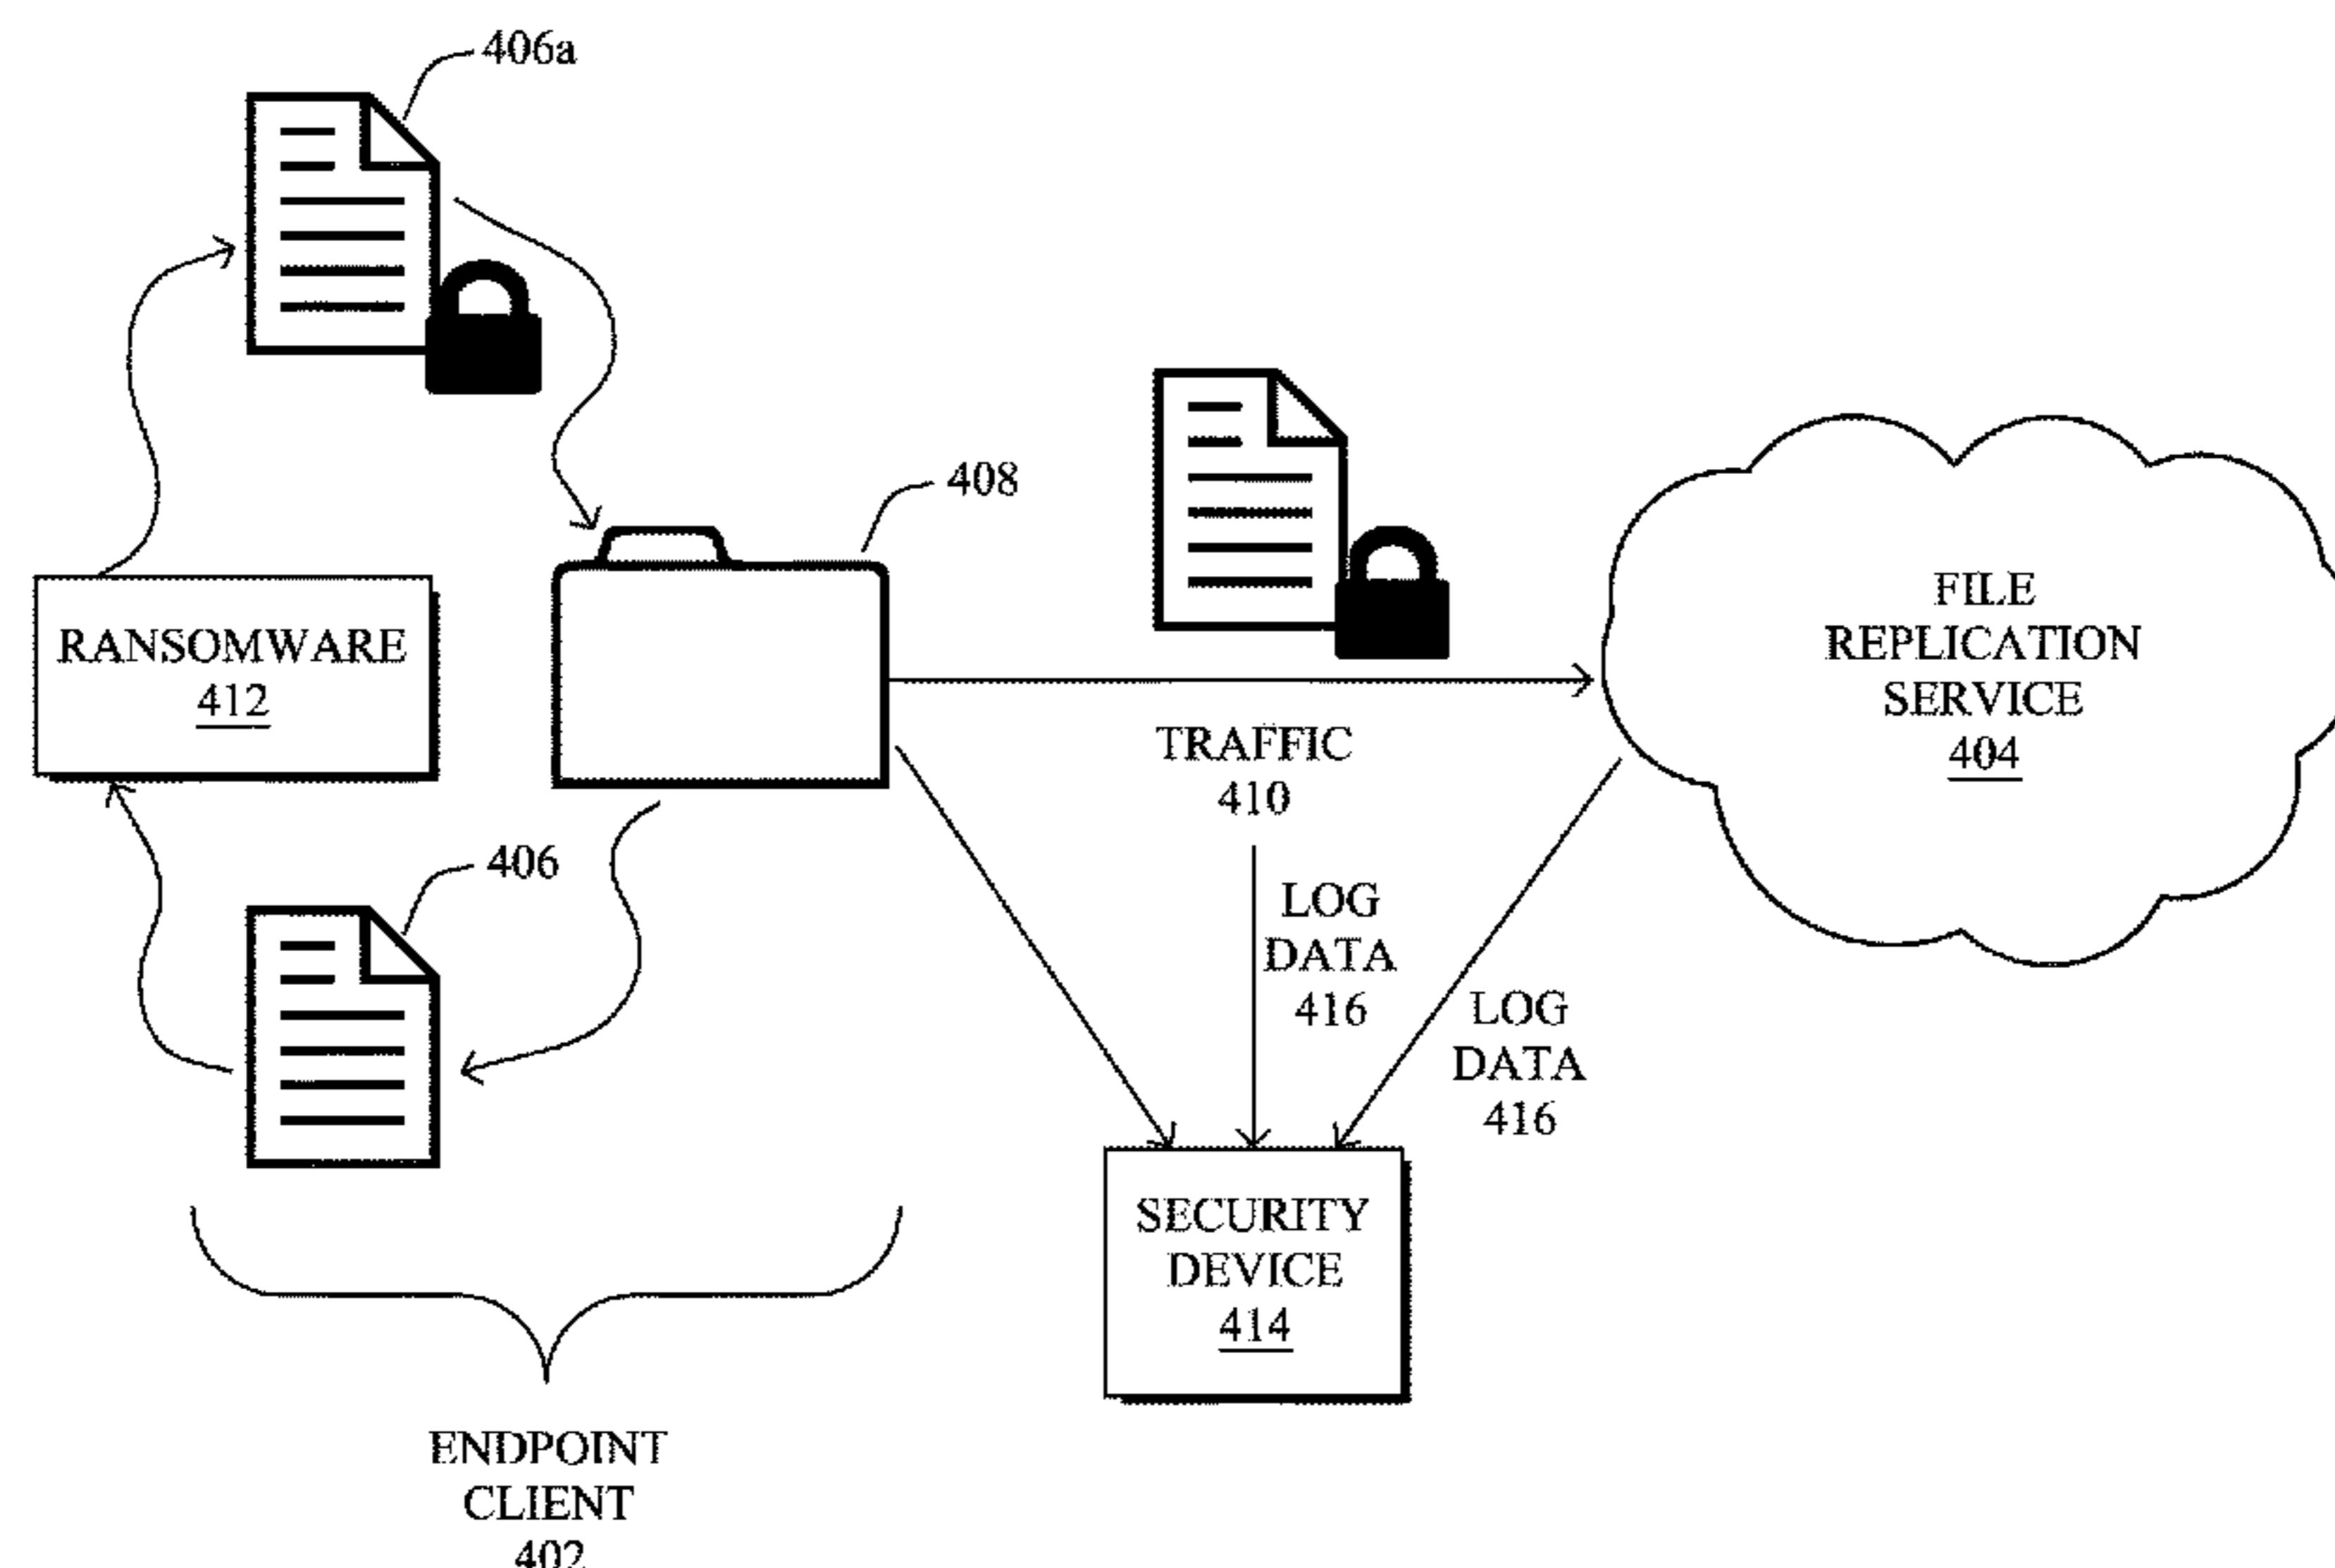 406a
408
RANSOMWARE
412
FILE
REPLICATION
SERVICE
404
TRAFFIC
410
406
LOG
DATA
416
LOG
DATA
416
SECURITY
DEVICE
414
ENDPOINT
CLIENT
402